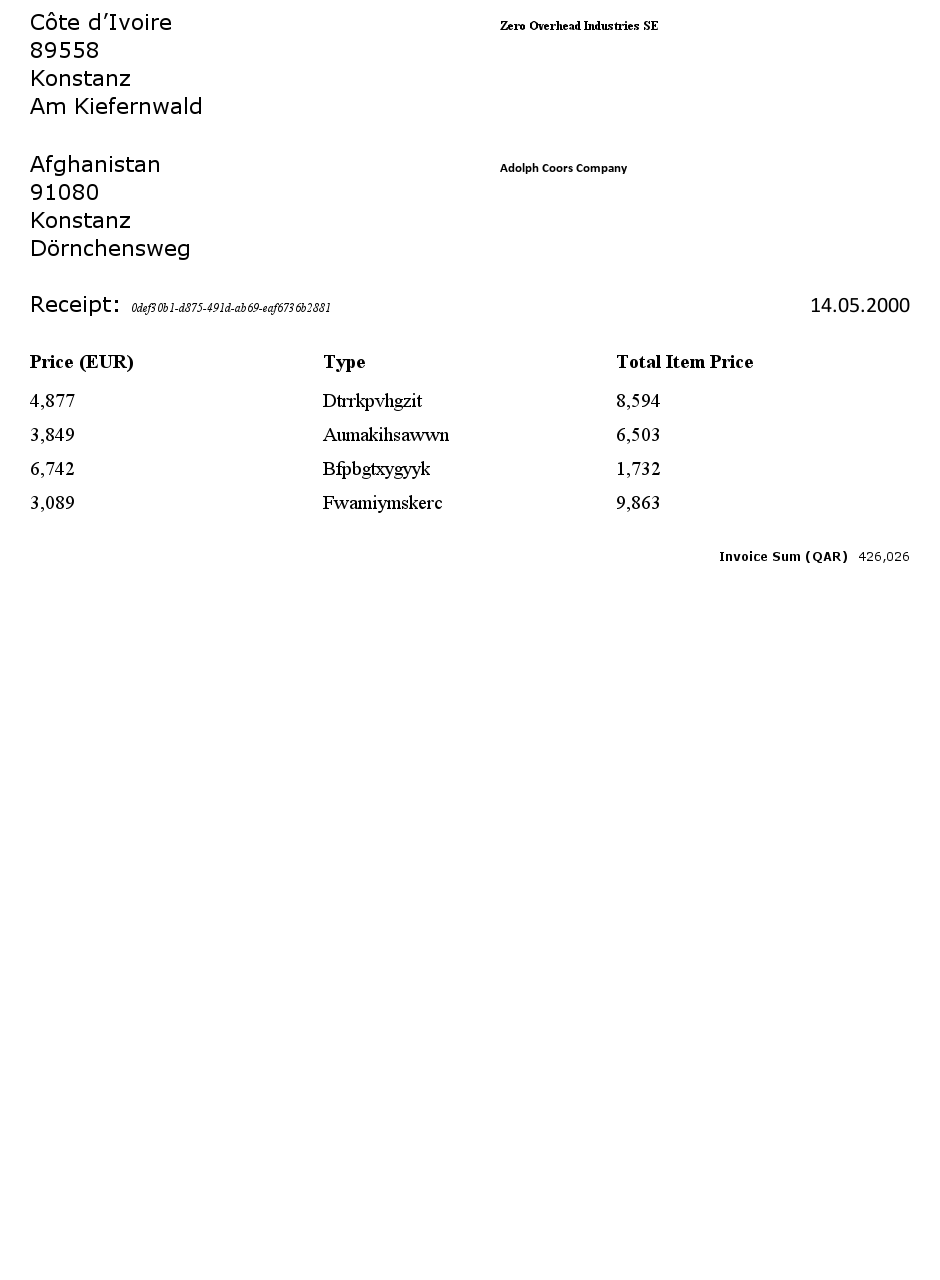 Côte d’Ivoire
Zero Overhead Industries SE
89558
Konstanz
Am Kiefernwald
Afghanistan
Adolph Coors Company
91080
Konstanz
Dörnchensweg
Receipt: 0def30b1-d875-491d-ab69-eaf6736b2881 14.05.2000
Price (EUR) Type Total Item Price
4,877 Dtrrkpvhgzit 8,594
3,849 Aumakihsawwn 6,503
6,742 Bfpbgtxygyyk 1,732
3,089 Fwamiymskerc 9,863
Invoice Sum (QAR) 426,026